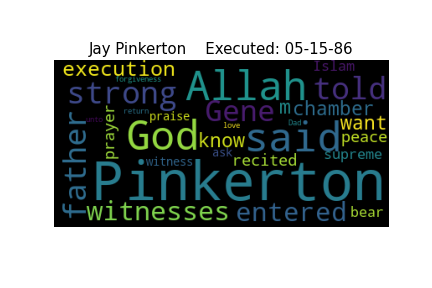 Jay Pinkerton Executed: 05-15-86
execution
forgiveness
Islam
strong
Allah
told
return
praise
Gene
m
chamber
father
prayer
God
love
know
said
Dad
want
peace
ask
witness
recited
supreme
Pinkerton
witnesses
entered
bear